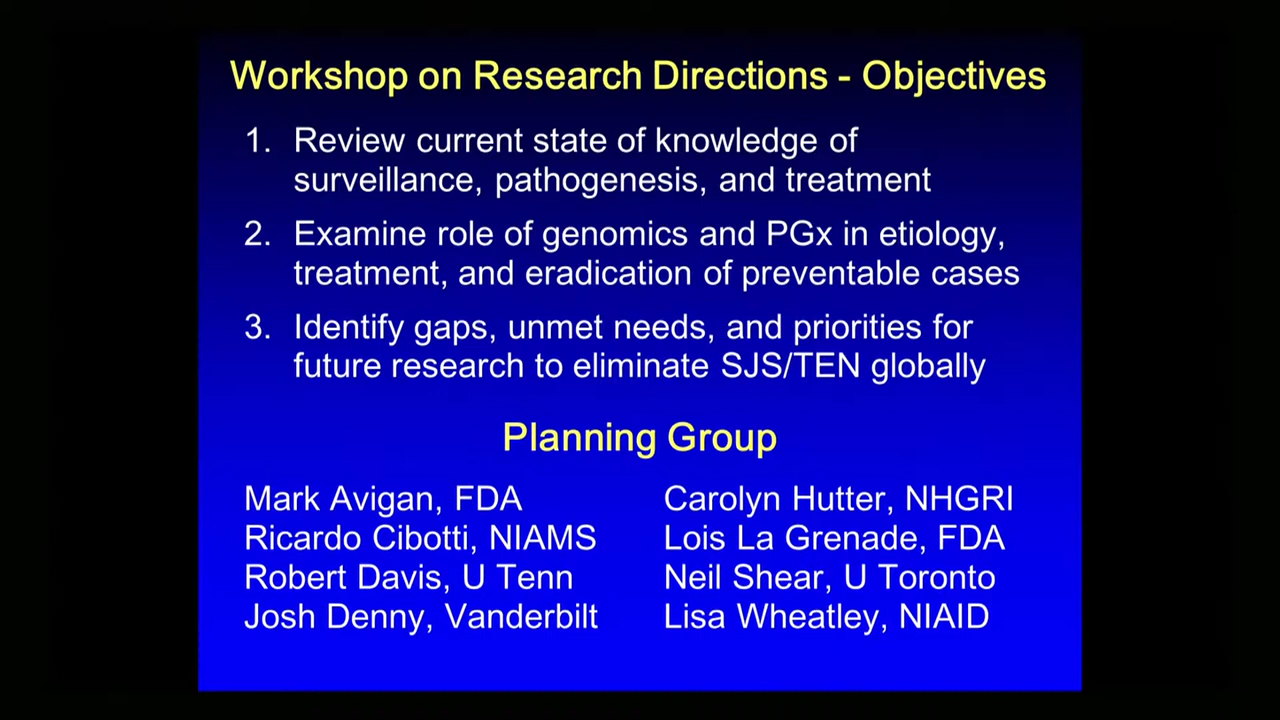 Workshop on Research Directions - Objectives
1. Review current state of knowledge of
surveillance, pathogenesis, and treatment
2. Examine role of genomics and PGx in etiology,
treatment, and eradication of preventable cases
3. Identify gaps, unmet needs, and priorities for
future research to eliminate SJS/TEN globally
Planning Group
Mark Avigan, FDA
Ricardo Cibotti, NIAMS
Robert Davis, U Tenn
Josh Denny, Vanderbilt
Carolyn Hutter, NHGRI
Lois La Grenade, FDA
Neil Shear, U Toronto
Lisa Wheatley, NIAID